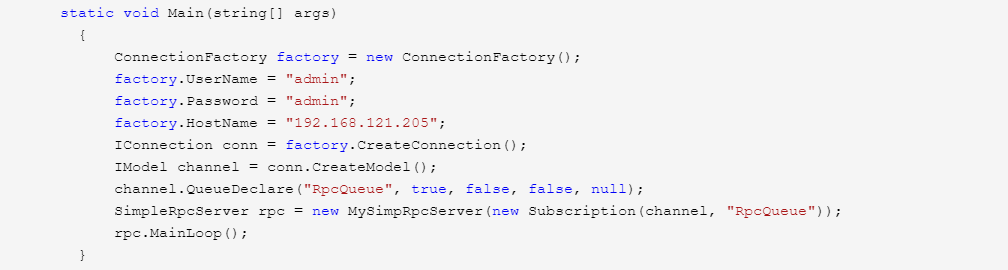 static void Main(string[] args)
{
ConnectionFactory factory = new ConnectionFactory();
factory.UserName = "admin";
factory.Password = "admin";
factory.HostName = "192.168.121.205";
IConnection conn = factory.CreateConnection();
IModel channel = conn.CreateModel();
channel.QueueDeclare("RpcQueue", true, false, false, null);
SimpleRpcServer rpc = new MySimpRpcServer(new Subscription(channel, "RpcQueue"));
rpc.MainLoop();
}